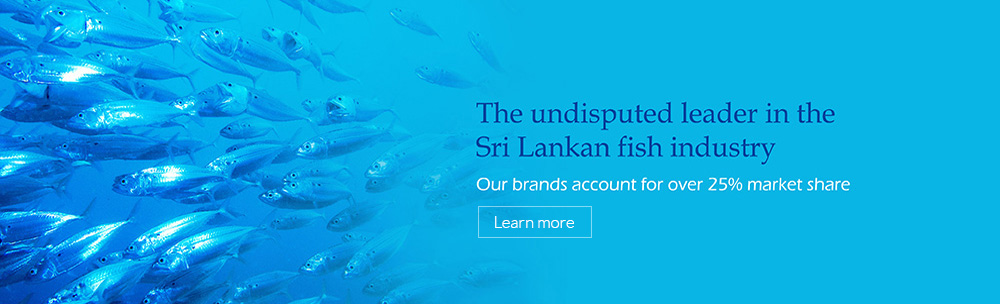 The undisputed leader in the
Sri Lankan fish industry
Our brands account for over 25% market share
Learn more